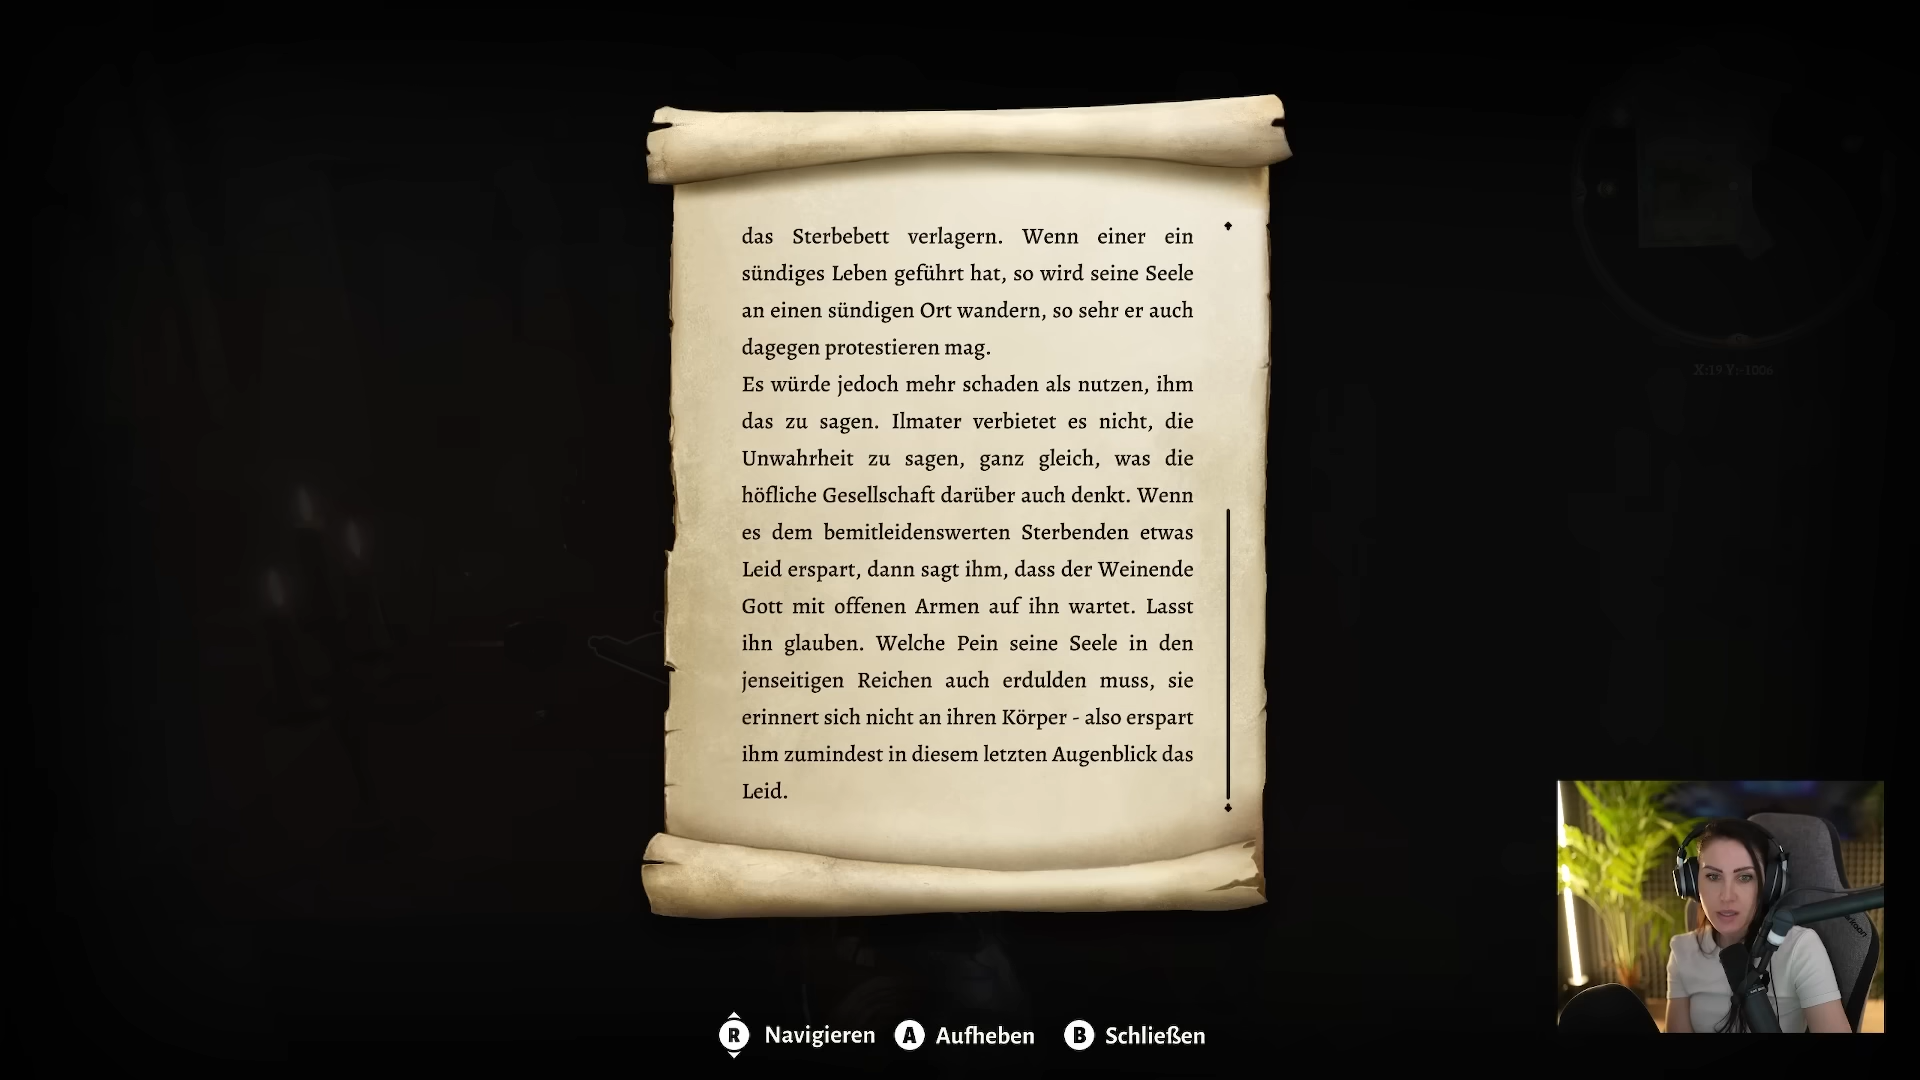 das Sterbebett verlagern. Wenn einer ein
sündiges Leben geführt hat, so wird seine Seele
an einen sündigen Ort wandern, so sehr er auch
dagegen protestieren mag.
Es würde jedoch mehr schaden als nutzen, ihm
das zu sagen. Ilmater verbietet es nicht, die
Unwahrheit zu sagen, ganz gleich, was die
höfliche Gesellschaft darüber auch denkt. Wenn
es dem bemitleidenswerten Sterbenden etwas
Leid erspart, dann sagt ihm, dass der Weinende
Gott mit offenen Armen auf ihn wartet. Lasst
ihn glauben. Welche Pein seine Seele in den
jenseitigen Reichen auch erdulden muss, sie
erinnert sich nicht an ihren Körper - also erspart
ihm zumindest in diesem letzten Augenblick das
Leid.
X:19 Y:-1006
R Navigieren A Aufheben B Schließen